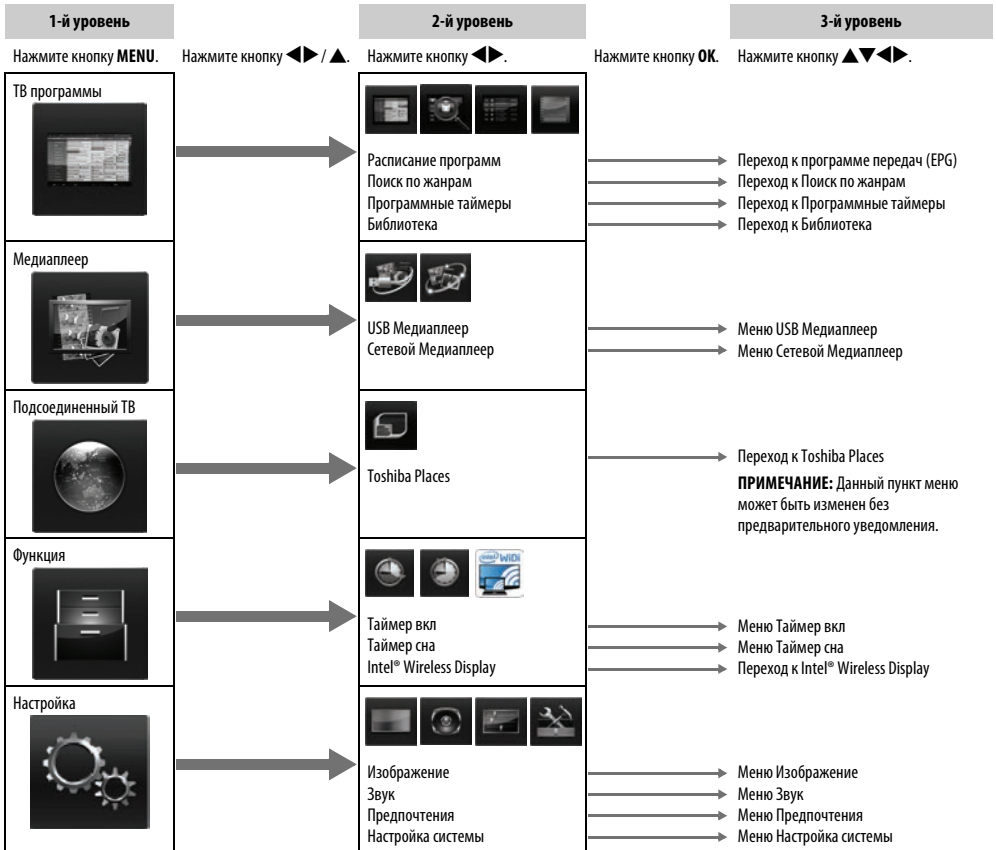 1-й уровень
2-й уровень
3-й уровень
Нажмите кнопку MENU.
Нажмите кнопку ◀▶ / ▲.
Нажмите кнопку ◀▶.
Нажмите кнопку OK.
Нажмите кнопку ▲▼◀▶.
ТВ программы
Расписание программ
Переход к программе передач (EPG)
Поиск по жанрам
Переход к Поиск по жанрам
Программные таймеры
Переход к Программные таймеры
Библиотека
Переход к Библиотека
Медиаплеер
USB Медиаплеер
Меню USB Медиаплеер
Сетевой Медиаплеер
Меню Сетевой Медиаплеер
Подсоединенный ТВ
Toshiba Places
Переход к Toshiba Places
ПРИМЕЧАНИЕ: Данный пункт меню
может быть изменен без
предварительного уведомления.
Функция
intel WiDi
Таймер вкл
Меню Таймер вкл
Таймер сна
Меню Таймер сна
Intel® Wireless Display
Переход к Intel® Wireless Display
Настройка
Изображение
Меню Изображение
Звук
Меню Звук
Предпочтения
Меню Предпочтения
Настройка системы
Меню Настройка системы